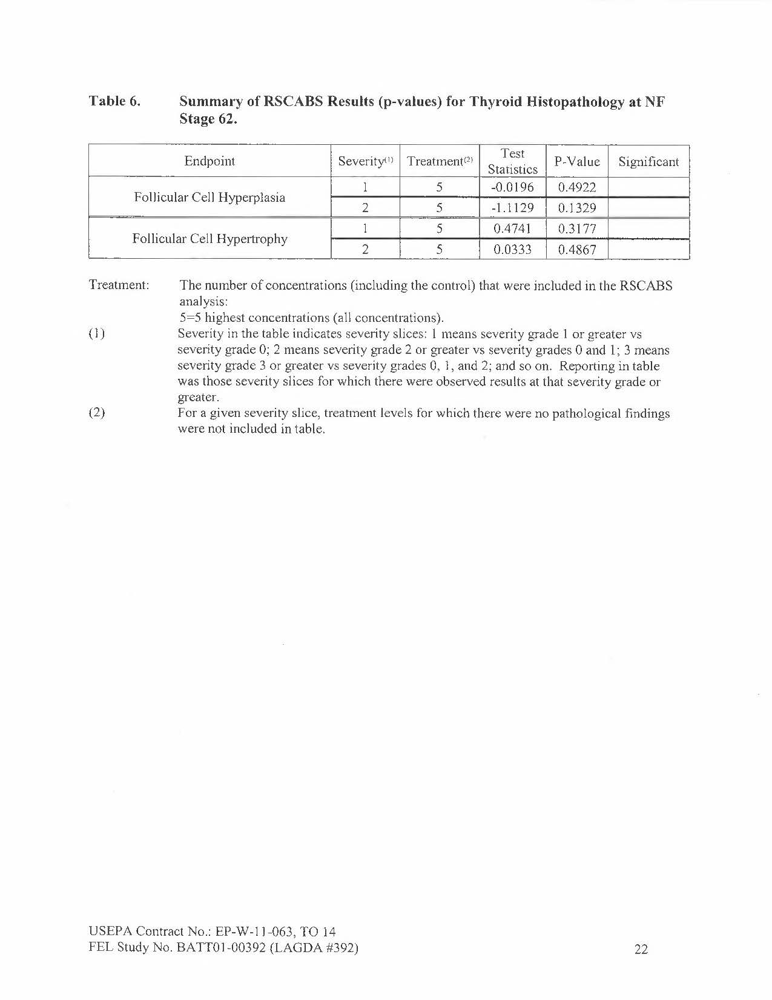 Table 6. Summary of RSCABS Results (p-values) for Thyroid Histopathology at NF
Stage 62.
Endpoint Severity(1) Treatment(2) Test Statistics P-Value Significant
Follicular Cell Hyperplasia 1 5 -0.0196 0.4922
2 5 -1.1129 0.1329
Follicular Cell Hypertrophy 1 5 0.4741 0.3177
2 5 0.0333 0.4867
Treatment: The number of concentrations (including the control) that were included in the RSCABS
analysis:
5=5 highest concentrations (all concentrations).
(1) Severity in the table indicates severity slices: 1 means severity grade 1 or greater vs
severity grade 0; 2 means severity grade 2 or greater vs severity grades 0 and 1; 3 means
severity grade 3 or greater vs severity grades 0, 1, and 2; and so on. Reporting in table
was those severity slices for which there were observed results at that severity grade or
greater.
(2) For a given severity slice, treatment levels for which there were no pathological findings
were not included in table.
USEPA Contract No.: EP-W-11-063, TO 14
FEL Study No. BATT01-00392 (LAGDA #392) 22